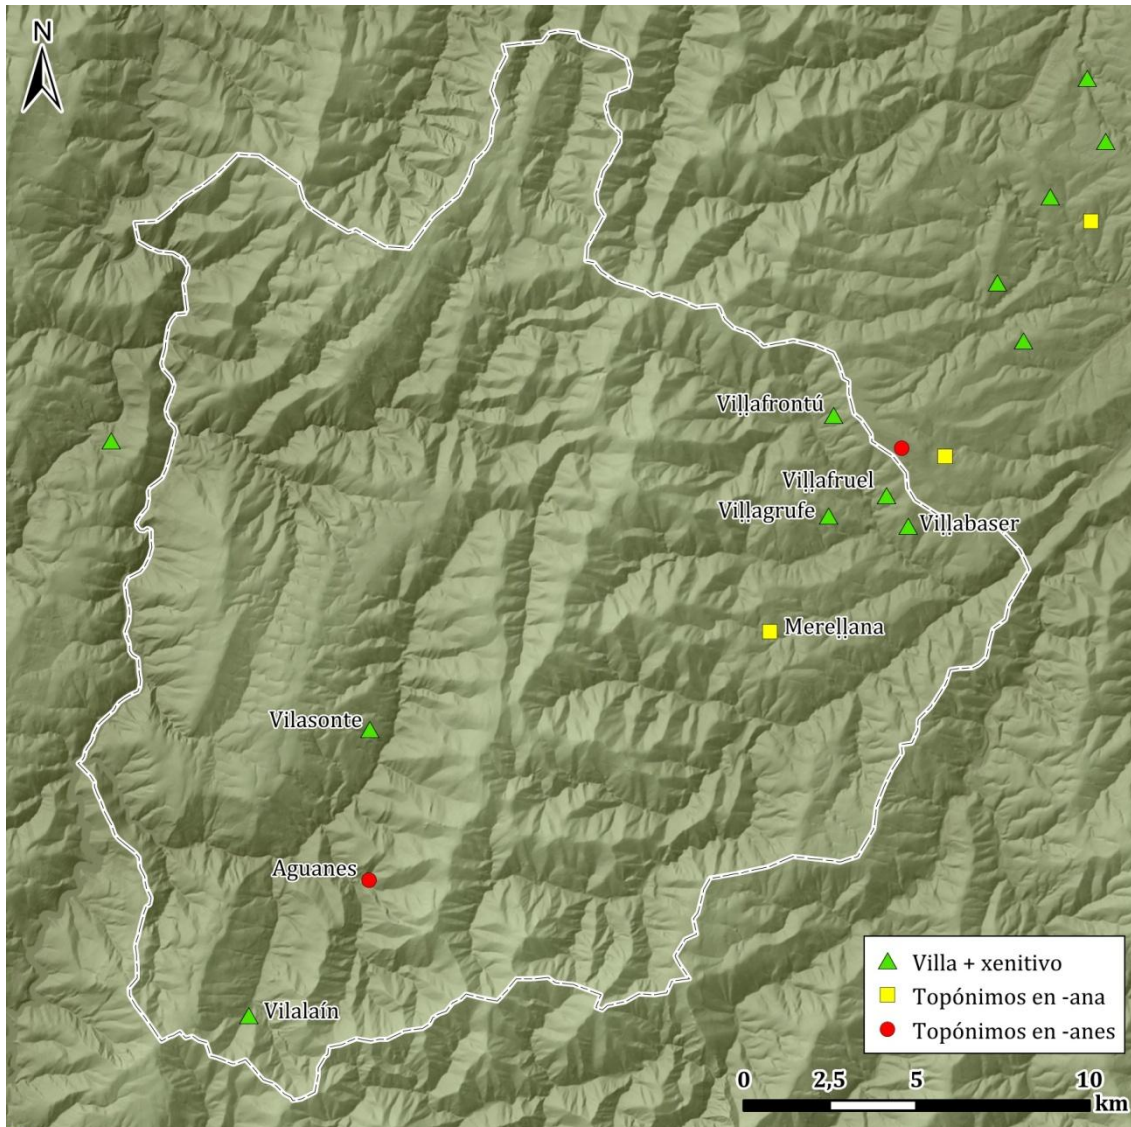 N
Viḷḷafrontú
Viḷḷafruel
Viḷḷagrufe
Viḷḷabaser
Mereḷḷana
Vilasonte
Aguanes
Vilalaín
Villa + xenitivo
Topónimos en -ana
Topónimos en -anes
0 2,5 5 10
km